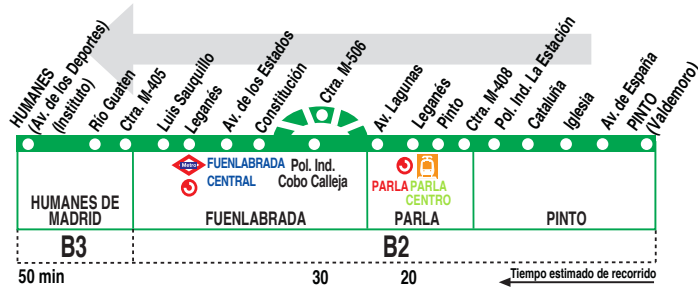 HUMANES
(Av. de los Deportes)
(Instituto)
Río Guaten
Ctra. M-405
Luis Sauquillo
Leganés
Av. de los Estados
Constitución
Ctra. M-506
Av. Lagunas
Leganés
Pinto
Ctra. M-408
Pol. Ind. La Estación
Cataluña
Iglesia
Av. de España
PINTO
(Valdemoro)
Metro
FUENLABRADA
CENTRAL
Pol. Ind.
Cobo Calleja
PARLA
PARLA
CENTRO
HUMANES DE
MADRID
FUENLABRADA
PARLA
PINTO
B3
B2
50 min
30
20
Tiempo estimado de recorrido